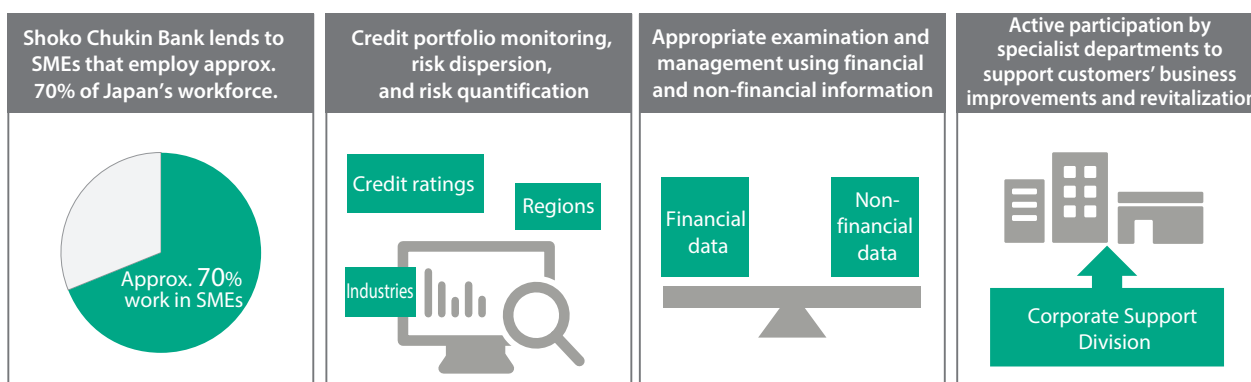 Shoko Chukin Bank lends to
SMEs that employ approx.
70% of Japan's workforce.
Approx. 70%
work in SMEs
Credit portfolio monitoring,
risk dispersion,
and risk quantification
Credit ratings
Regions
Industries
Appropriate examination and
management using financial
and non-financial information
Financial
data
Non-
financial
data
Active participation by
specialist departments to
support customers' business
improvements and revitalization
Corporate Support
Division